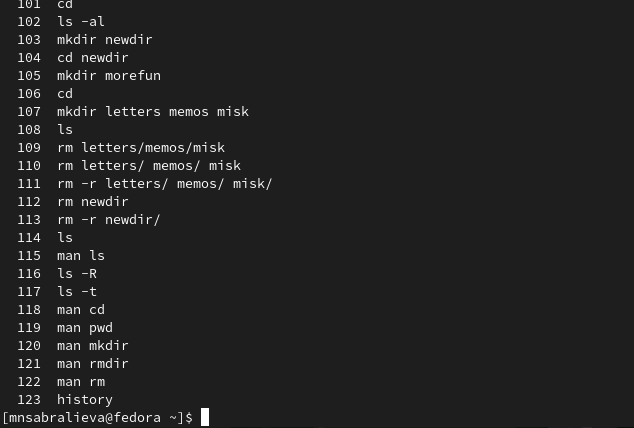 101 cd
102 ls -al
103 mkdir newdir
104 cd newdir
105 mkdir morefun
106 cd
107 mkdir letters memos misk
108 ls
109 rm letters/memos/misk
110 rm letters/ memos/ misk
111 rm -r letters/ memos/ misk/
112 rm newdir
113 rm -r newdir/
114 ls
115 man ls
116 ls -R
117 ls -t
118 man cd
119 man pwd
120 man mkdir
121 man rmdir
122 man rm
123 history
[mnsabralieva@fedora ~]$